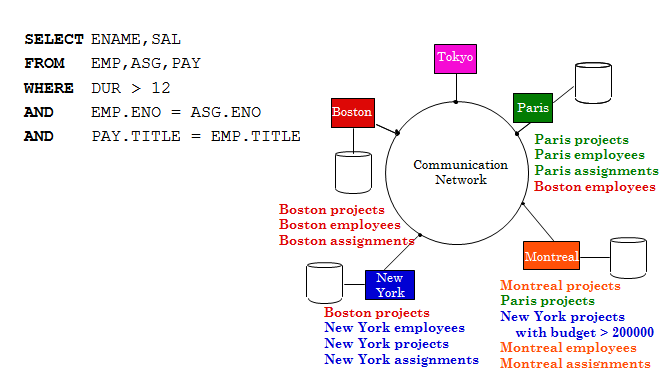 SELECT ENAME,SAL
FROM EMP,ASG,PAY
WHERE DUR > 12
AND EMP.ENO = ASG.ENO
AND PAY.TITLE = EMP.TITLE
Tokyo
Boston
Paris
Communication
Network
Paris projects
Paris employees
Paris assignments
Boston employees
Boston projects
Boston employees
Boston assignments
Montreal
New
York
Montreal projects
Paris projects
New York projects
with budget > 200000
Montreal employees
Montreal assignments
Boston projects
New York employees
New York projects
New York assignments